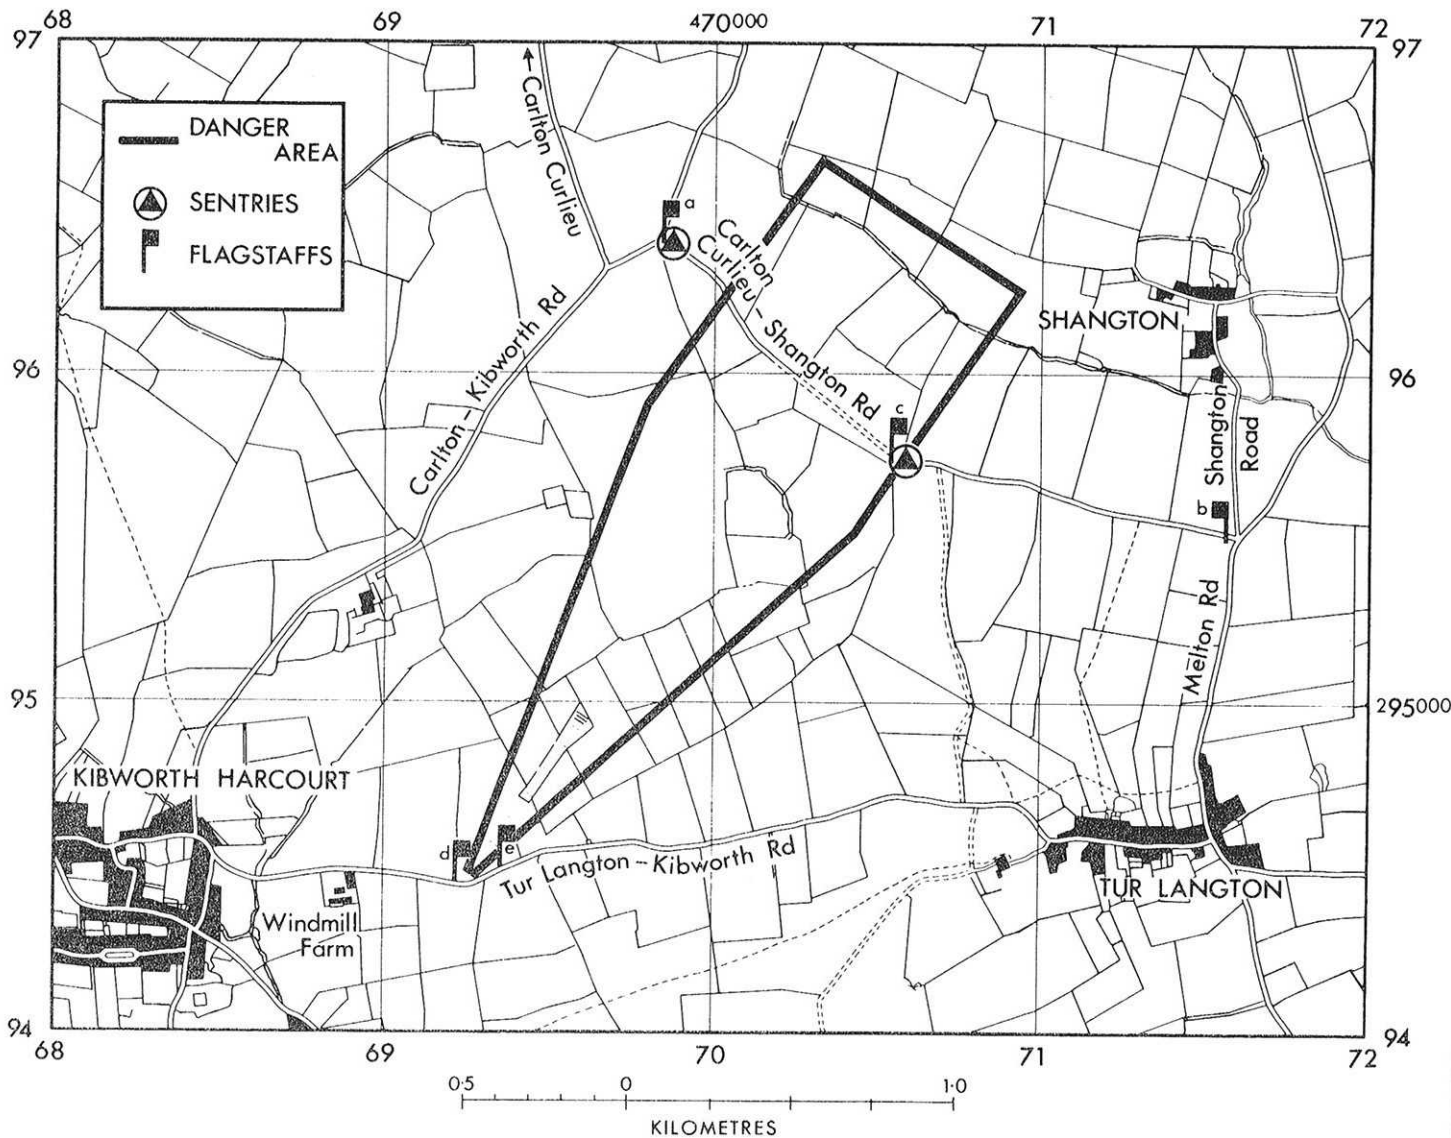 68
69
470000
71
72
97
97
DANGER
AREA
SENTRIES
FLAGSTAFFS
Carlton Curlieu
a
Carlton
Curlieu - Shangton Rd
Carlton - Kibworth Rd
SHANGTON
96
96
c
Shangton
Road
b
Melton Rd
95
295000
KIBWORTH HARCOURT
d
e
Tur Langton - Kibworth Rd
TUR LANGTON
Windmill
Farm
94
94
68
69
70
71
72
0·5
0
1·0
KILOMETRES